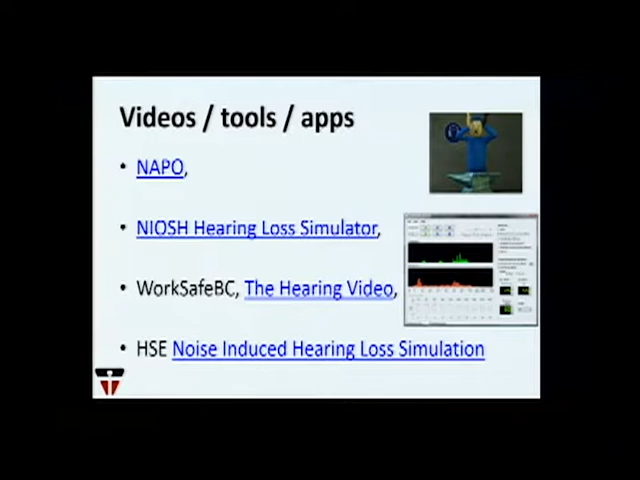 Videos / tools / apps
• NAPO,
• NIOSH Hearing Loss Simulator,
• WorkSafeBC, The Hearing Video,
• HSE Noise Induced Hearing Loss Simulation